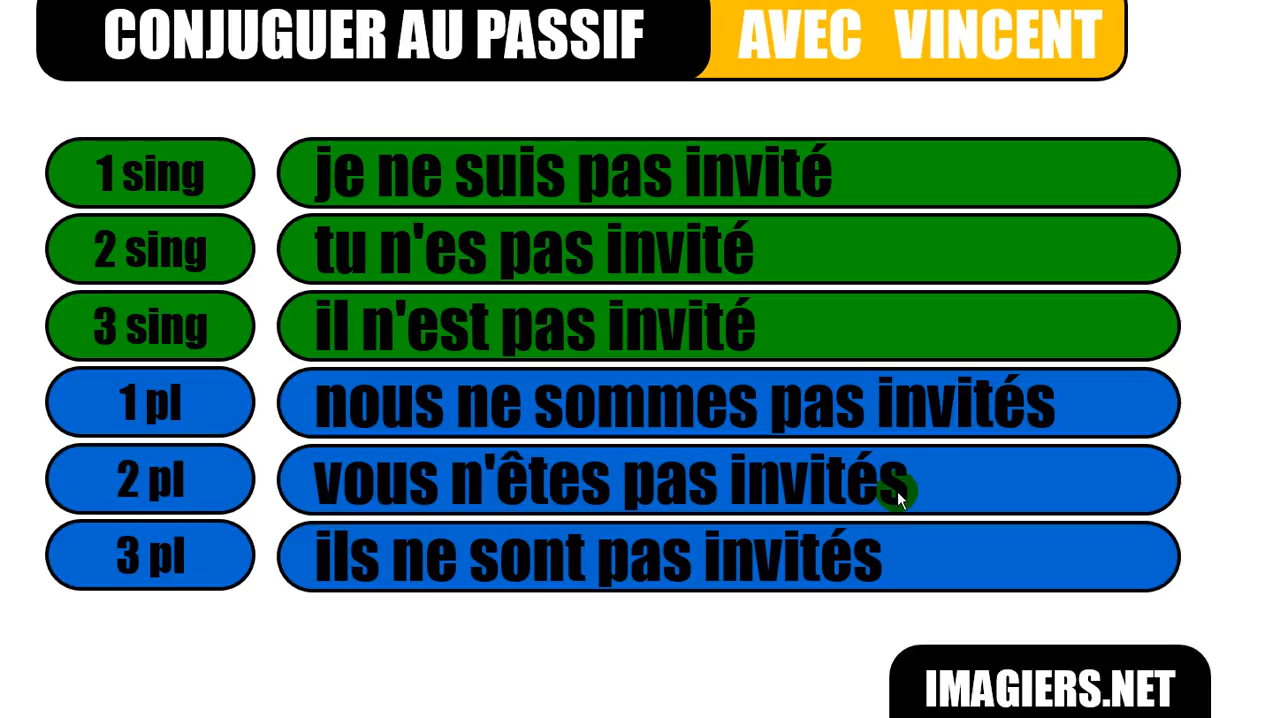 CONJUGUER AU PASSIF AVEC VINCENT
1 sing je ne suis pas invité
2 sing tu n'es pas invité
3 sing il n'est pas invité
1 pl nous ne sommes pas invités
2 pl vous n'êtes pas invités
3 pl ils ne sont pas invités
IMAGIERS.NET